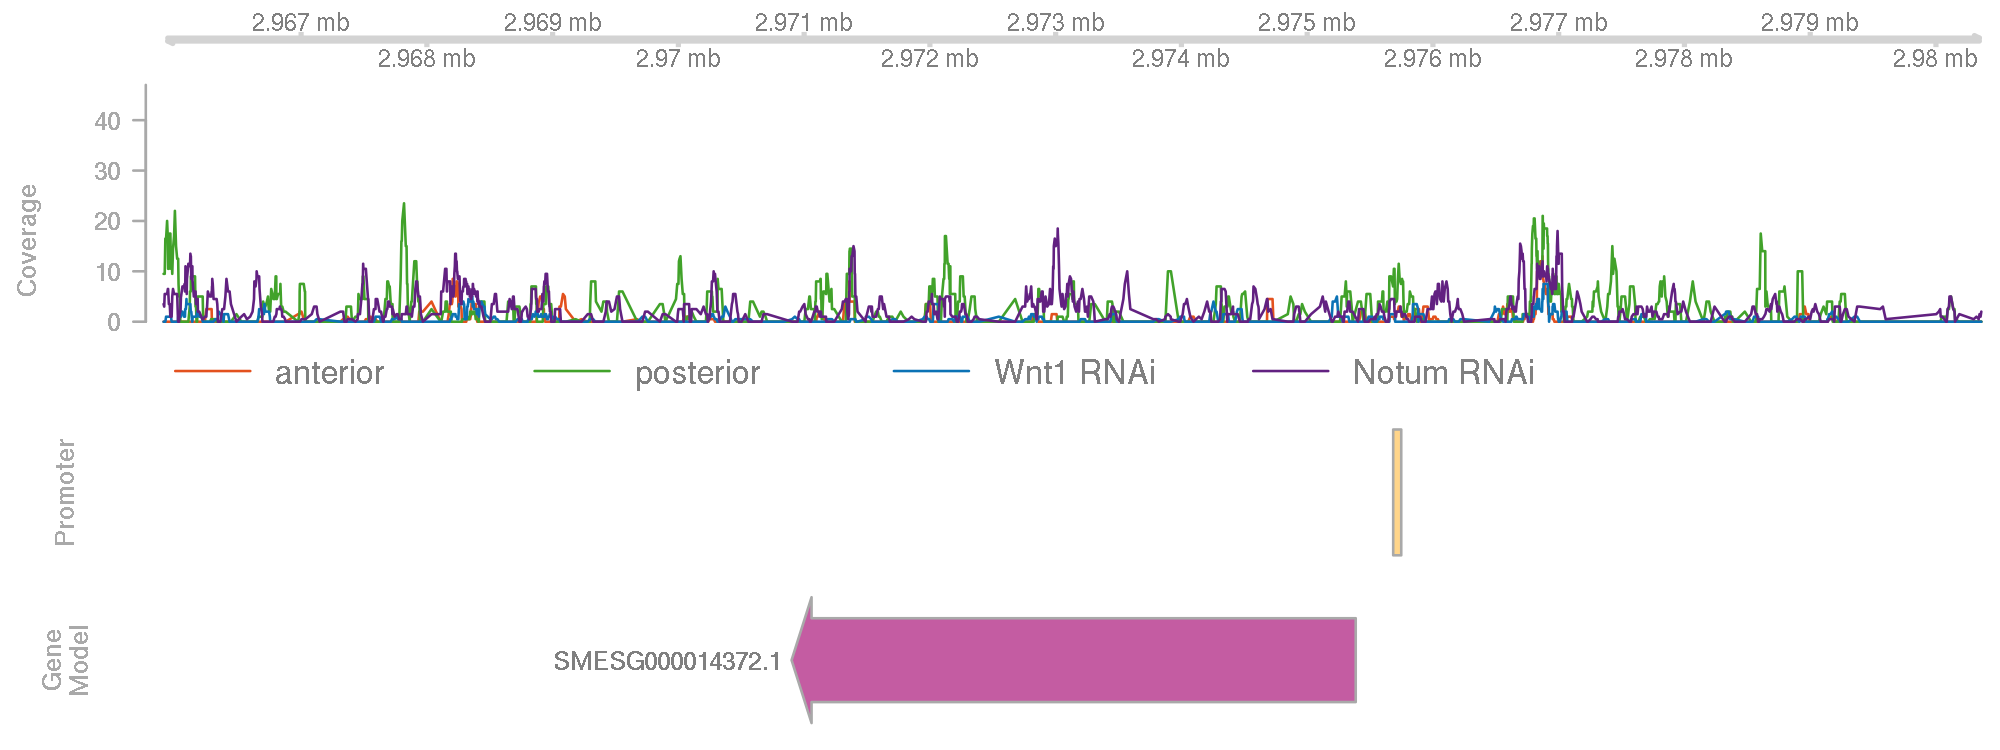 2.967 mb 2.969 mb 2.971 mb 2.973 mb 2.975 mb 2.977 mb 2.979 mb
2.968 mb 2.97 mb 2.972 mb 2.974 mb 2.976 mb 2.978 mb 2.98 mb
Coverage
40
30
20
10
0
anterior posterior Wnt1 RNAi Notum RNAi
Promoter
Gene
Model
SMESG000014372.1